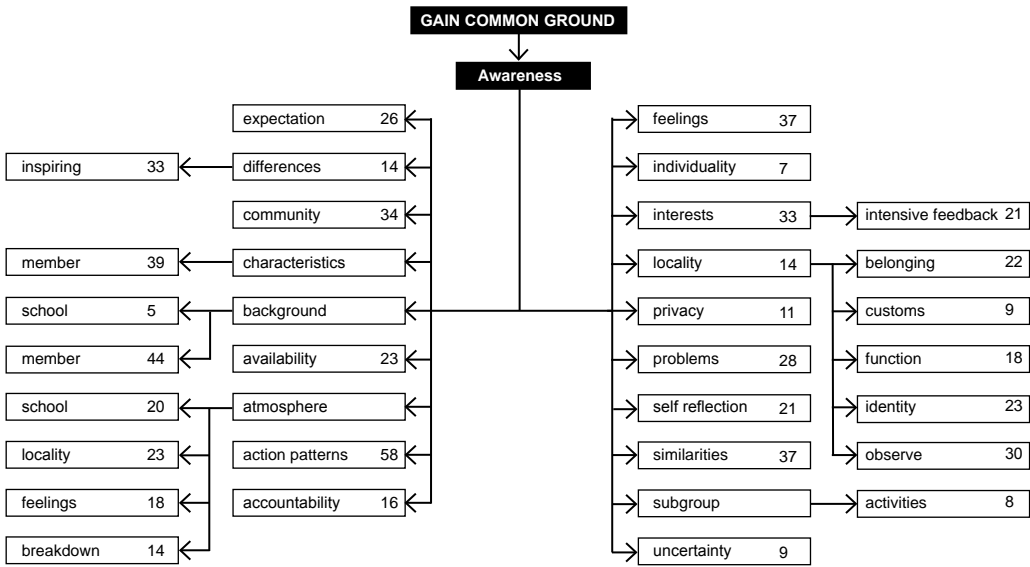 GAIN COMMON GROUND
Awareness
expectation 26
feelings 37
inspiring 33
differences 14
individuality 7
community 34
interests 33
intensive feedback 21
member 39
characteristics
locality 14
belonging 22
school 5
background
privacy 11
customs 9
member 44
availability 23
problems 28
function 18
school 20
atmosphere
self reflection 21
identity 23
locality 23
action patterns 58
similarities 37
observe 30
feelings 18
accountability 16
subgroup
activities 8
breakdown 14
uncertainty 9